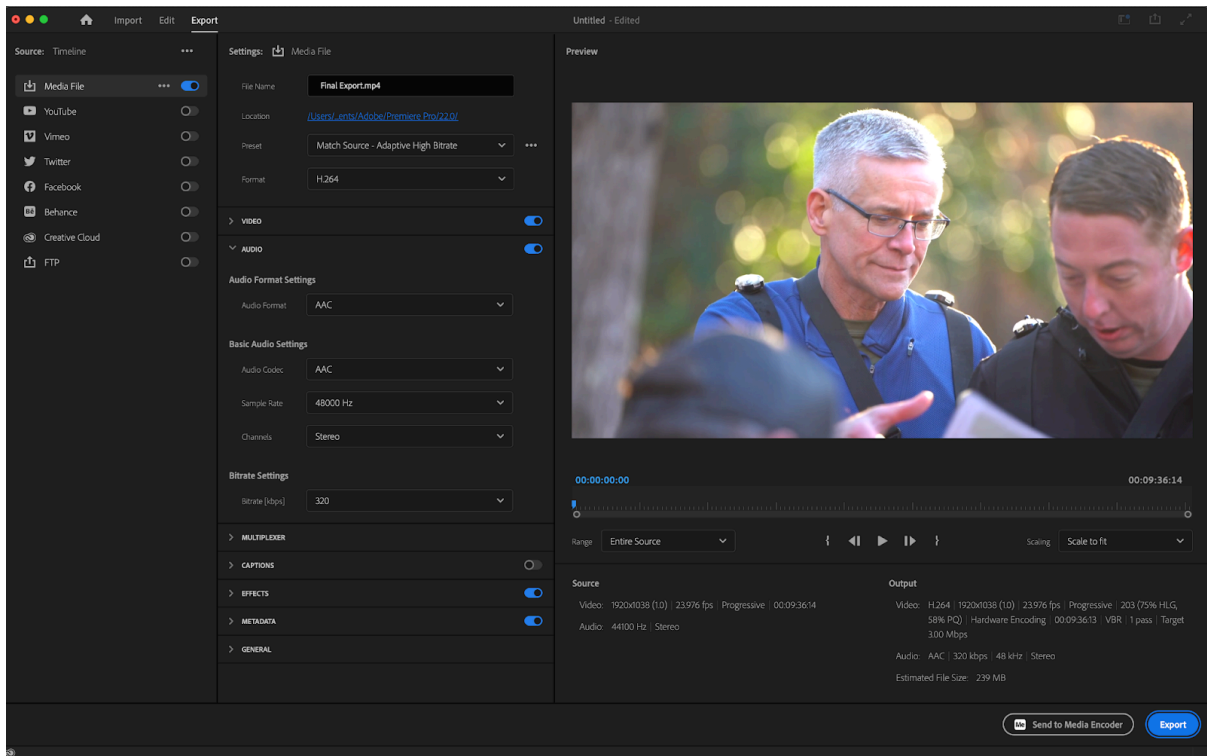 Import Edit Export Untitled - Edited
Source: Timeline
Media File
YouTube
Vimeo
Twitter
Facebook
Behance
Creative Cloud
FTP
Settings: Media File
File Name Final Export.mp4
Location /Users/...ents/Adobe/Premiere Pro/22.0/
Preset Match Source - Adaptive High Bitrate
Format H.264
VIDEO
AUDIO
Audio Format Settings
Audio Format AAC
Basic Audio Settings
Audio Codec AAC
Sample Rate 48000 Hz
Channels Stereo
Bitrate Settings
Bitrate [kbps] 320
MULTIPLEXER
CAPTIONS
EFFECTS
METADATA
GENERAL
Preview
00:00:00:00 00:09:36:14
Range Entire Source Scaling Scale to fit
Source
Video: 1920x1038 (1.0) | 23.976 fps | Progressive | 00:09:36:14
Audio: 44100 Hz | Stereo
Output
Video: H.264 | 1920x1038 (1.0) | 23.976 fps | Progressive | 203 (75% HLG,
58% PQ) | Hardware Encoding | 00:09:36:13 | VBR | 1 pass | Target
3.00 Mbps
Audio: AAC | 320 kbps | 48 kHz | Stereo
Estimated File Size: 239 MB
Me Send to Media Encoder Export